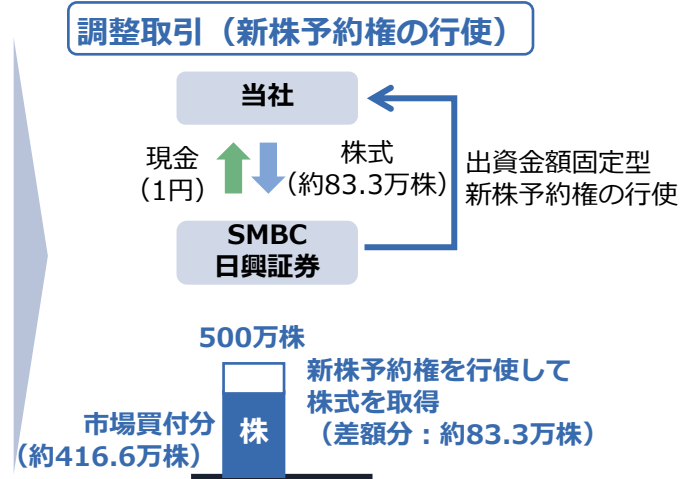 調整取引（新株予約権の行使）
当社
現金
（1円）
株式
（約83.3万株）
出資金額固定型
新株予約権の行使
SMBC
日興証券
500万株
新株予約権を行使して
株式を取得
（差額分：約83.3万株）
市場買付分
（約416.6万株）
株